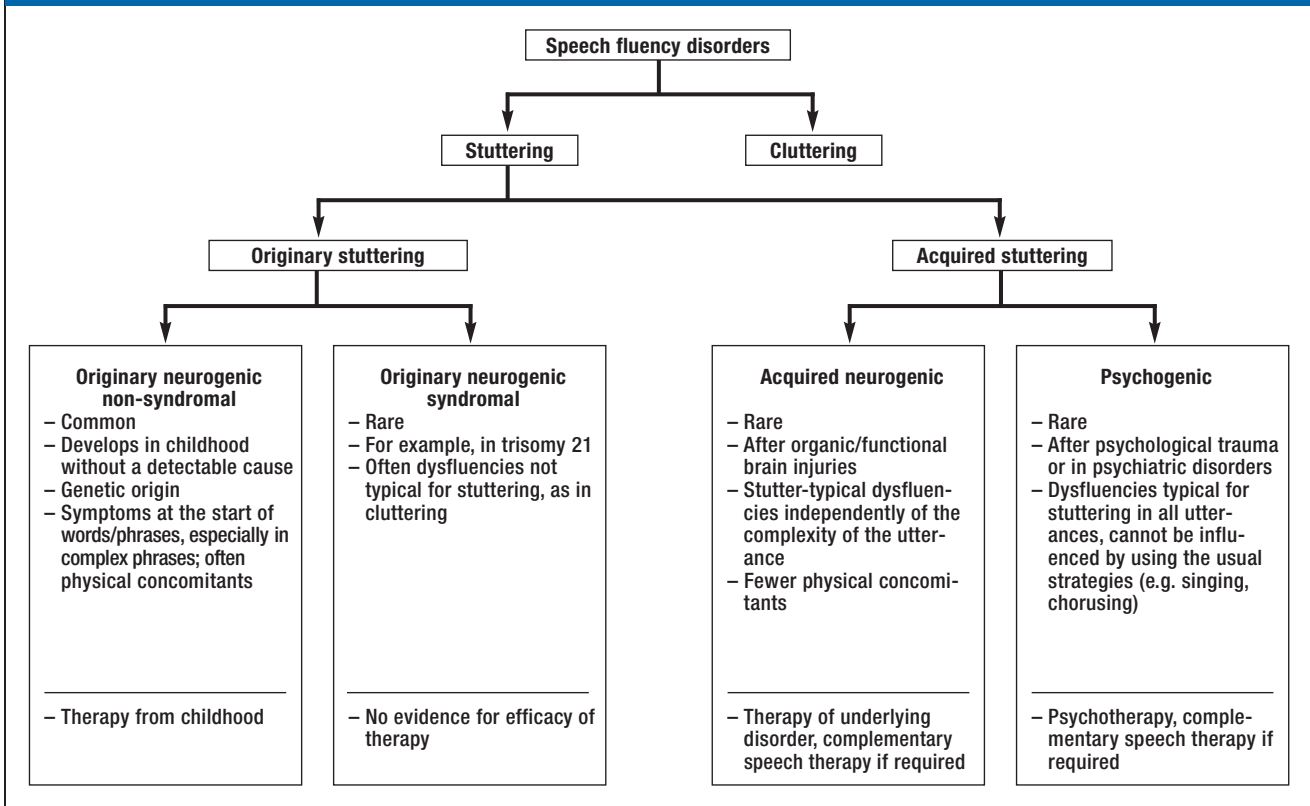 Speech fluency disorders
Stuttering
Cluttering
Originary stuttering
Acquired stuttering
Originary neurogenic
non-syndromal
– Common
– Develops in childhood
without a detectable cause
– Genetic origin
– Symptoms at the start of
words/phrases, especially in
complex phrases; often
physical concomitants
– Therapy from childhood
Originary neurogenic
syndromal
– Rare
– For example, in trisomy 21
– Often dysfluencies not
typical for stuttering, as in
cluttering
– No evidence for efficacy of
therapy
Acquired neurogenic
– Rare
– After organic/functional
brain injuries
– Stutter-typical dysfluen-
cies independently of the
complexity of the utter-
ance
– Fewer physical concomi-
tants
– Therapy of underlying
disorder, complementary
speech therapy if required
Psychogenic
– Rare
– After psychological trauma
or in psychiatric disorders
– Dysfluencies typical for
stuttering in all utter-
ances, cannot be influ-
enced by using the usual
strategies (e.g. singing,
chorusing)
– Psychotherapy, comple-
mentary speech therapy if
required